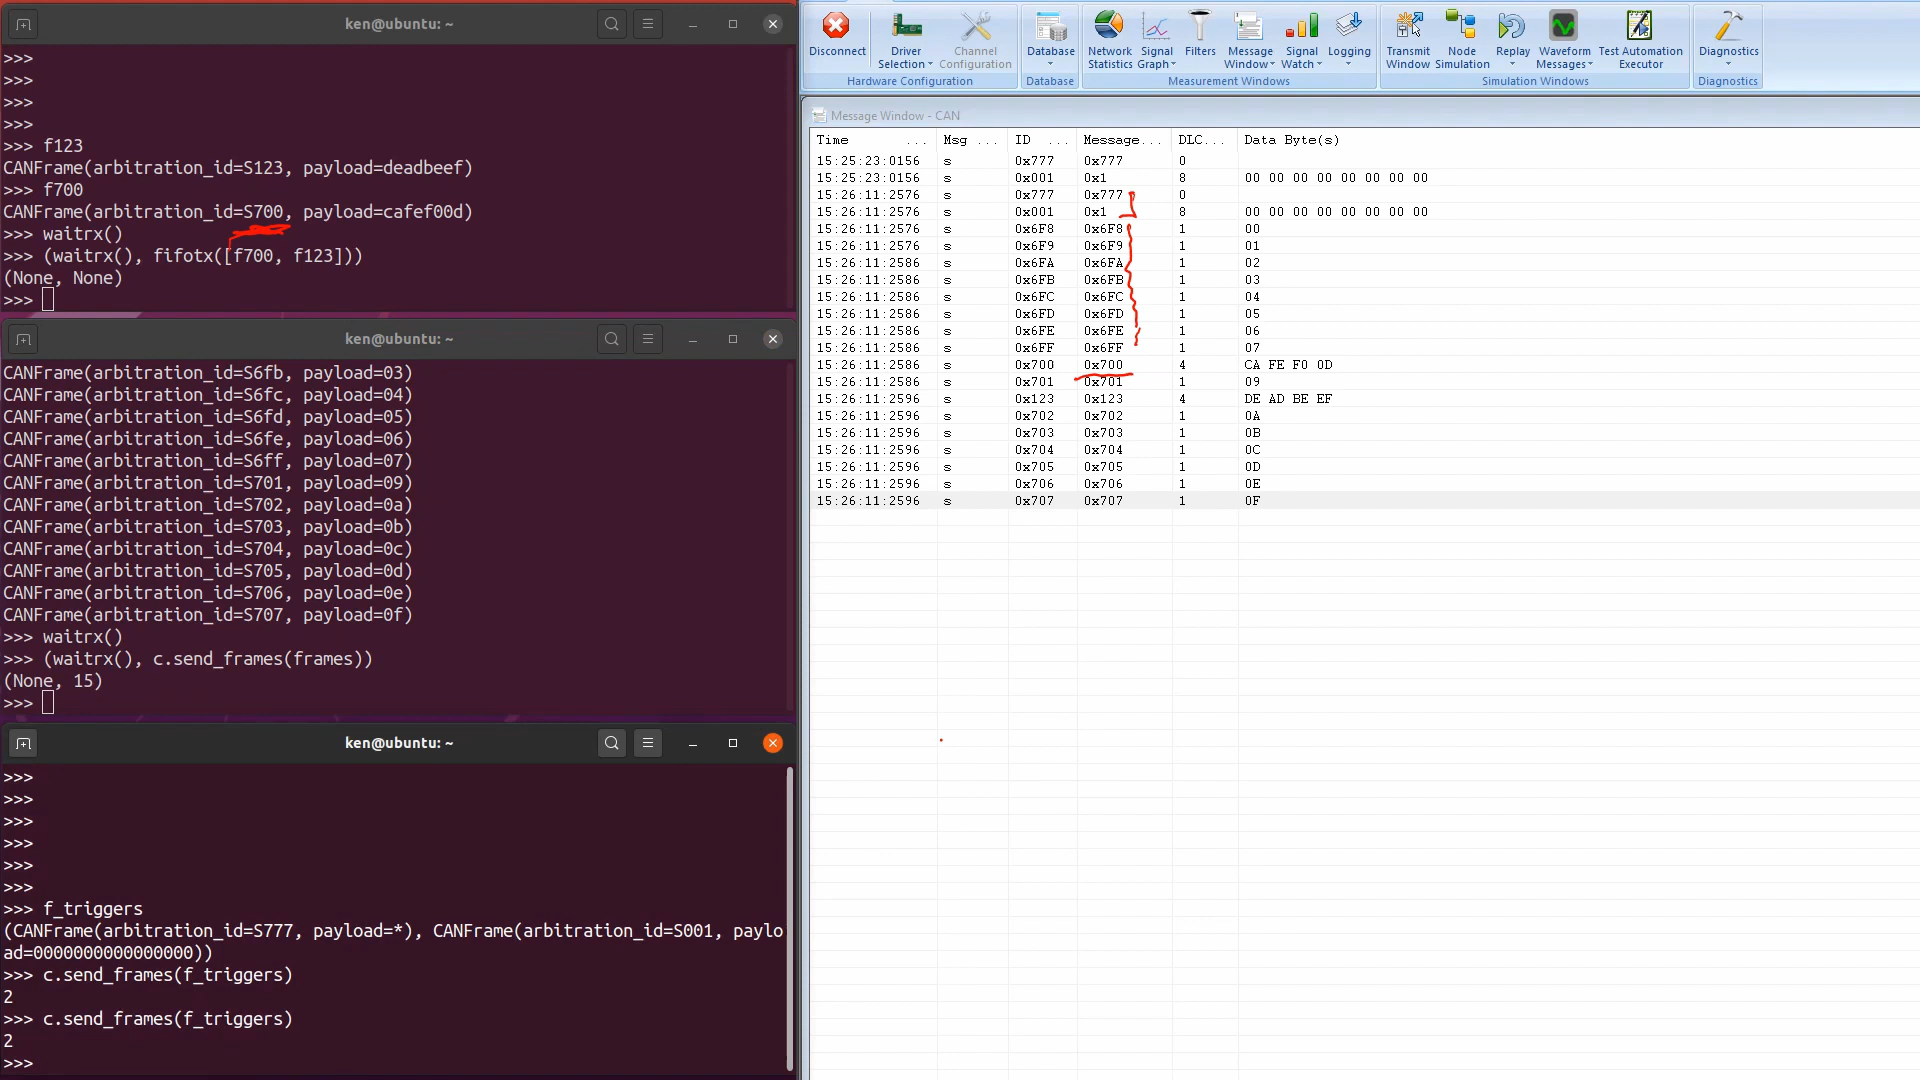 ken@ubuntu: ~
>>>
>>>
>>>
>>>
>>> f123
CANFrame(arbitration_id=S123, payload=deadbeef)
>>> f700
CANFrame(arbitration_id=S700, payload=cafef00d)
>>> waitrx()
>>> (waitrx(), fifotx([f700, f123]))
(None, None)
>>>
ken@ubuntu: ~
CANFrame(arbitration_id=S6fb, payload=03)
CANFrame(arbitration_id=S6fc, payload=04)
CANFrame(arbitration_id=S6fd, payload=05)
CANFrame(arbitration_id=S6fe, payload=06)
CANFrame(arbitration_id=S6ff, payload=07)
CANFrame(arbitration_id=S701, payload=09)
CANFrame(arbitration_id=S702, payload=0a)
CANFrame(arbitration_id=S703, payload=0b)
CANFrame(arbitration_id=S704, payload=0c)
CANFrame(arbitration_id=S705, payload=0d)
CANFrame(arbitration_id=S706, payload=0e)
CANFrame(arbitration_id=S707, payload=0f)
>>> waitrx()
>>> (waitrx(), c.send_frames(frames))
(None, 15)
>>>
ken@ubuntu: ~
>>>
>>>
>>>
>>>
>>>
>>>
>>> f_triggers
(CANFrame(arbitration_id=S777, payload=*), CANFrame(arbitration_id=S001, paylo
ad=0000000000000000))
>>> c.send_frames(f_triggers)
2
>>> c.send_frames(f_triggers)
2
>>>
Disconnect
Driver Selection
Channel Configuration
Database
Network Statistics
Signal Graph
Filters
Message Window
Signal Watch
Logging
Transmit Window
Node Simulation
Replay
Waveform Messages
Test Automation Executor
Diagnostics
Hardware Configuration
Database
Measurement Windows
Simulation Windows
Diagnostics
Message Window - CAN
Time ... Msg ... ID ... Message... DLC... Data Byte(s)
15:25:23:0156 s 0x777 0x777 0
15:25:23:0156 s 0x001 0x1 8 00 00 00 00 00 00 00 00
15:26:11:2576 s 0x777 0x777 0
15:26:11:2576 s 0x001 0x1 8 00 00 00 00 00 00 00 00
15:26:11:2586 s 0x6F8 0x6F8 1 00
15:26:11:2586 s 0x6F9 0x6F9 1 01
15:26:11:2586 s 0x6FA 0x6FA 1 02
15:26:11:2586 s 0x6FB 0x6FB 1 03
15:26:11:2586 s 0x6FC 0x6FC 1 04
15:26:11:2586 s 0x6FD 0x6FD 1 05
15:26:11:2586 s 0x6FE 0x6FE 1 06
15:26:11:2586 s 0x6FF 0x6FF 1 07
15:26:11:2586 s 0x700 0x700 4 CA FE F0 0D
15:26:11:2586 s 0x701 0x701 1 09
15:26:11:2596 s 0x123 0x123 4 DE AD BE EF
15:26:11:2596 s 0x702 0x702 1 0A
15:26:11:2596 s 0x703 0x703 1 0B
15:26:11:2596 s 0x704 0x704 1 0C
15:26:11:2596 s 0x705 0x705 1 0D
15:26:11:2596 s 0x706 0x706 1 0E
15:26:11:2596 s 0x707 0x707 1 0F